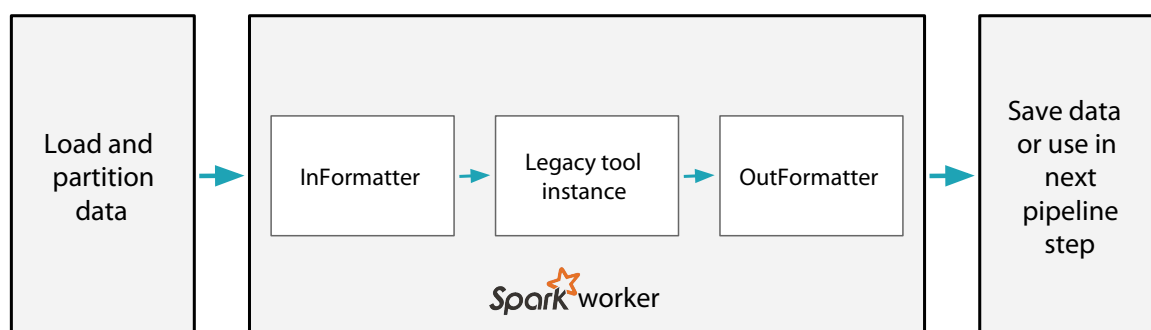 Load and
partition
data
InFormatter
Legacy tool
instance
OutFormatter
Spark worker
Save data
or use in
next
pipeline
step